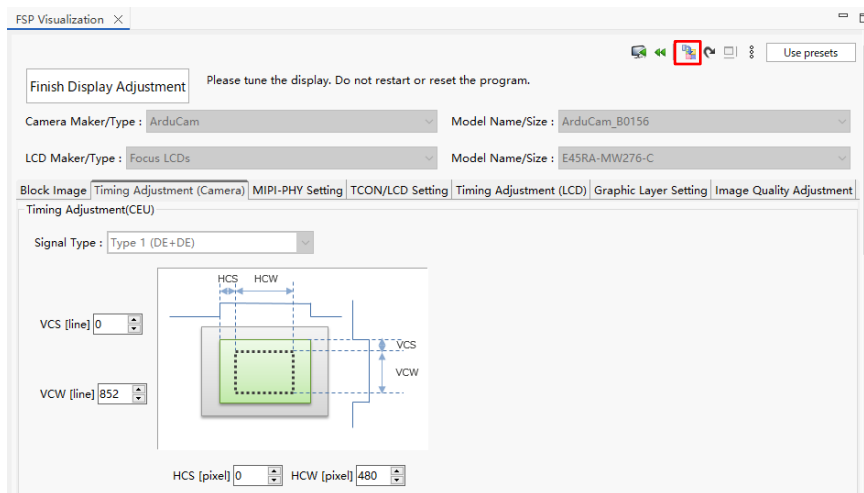 FSP Visualization
Use presets
Finish Display Adjustment
Please tune the display. Do not restart or reset the program.
Camera Maker/Type : ArduCam
Model Name/Size : ArduCam_B0156
LCD Maker/Type : Focus LCDs
Model Name/Size : E45RA-MW276-C
Block Image Timing Adjustment (Camera) MIPI-PHY Setting TCON/LCD Setting Timing Adjustment (LCD) Graphic Layer Setting Image Quality Adjustment
Timing Adjustment(CEU)
Signal Type : Type 1 (DE+DE)
HCS HCW
VCS [line] 0
VCS
VCW
VCW [line] 852
HCS [pixel] 0 HCW [pixel] 480